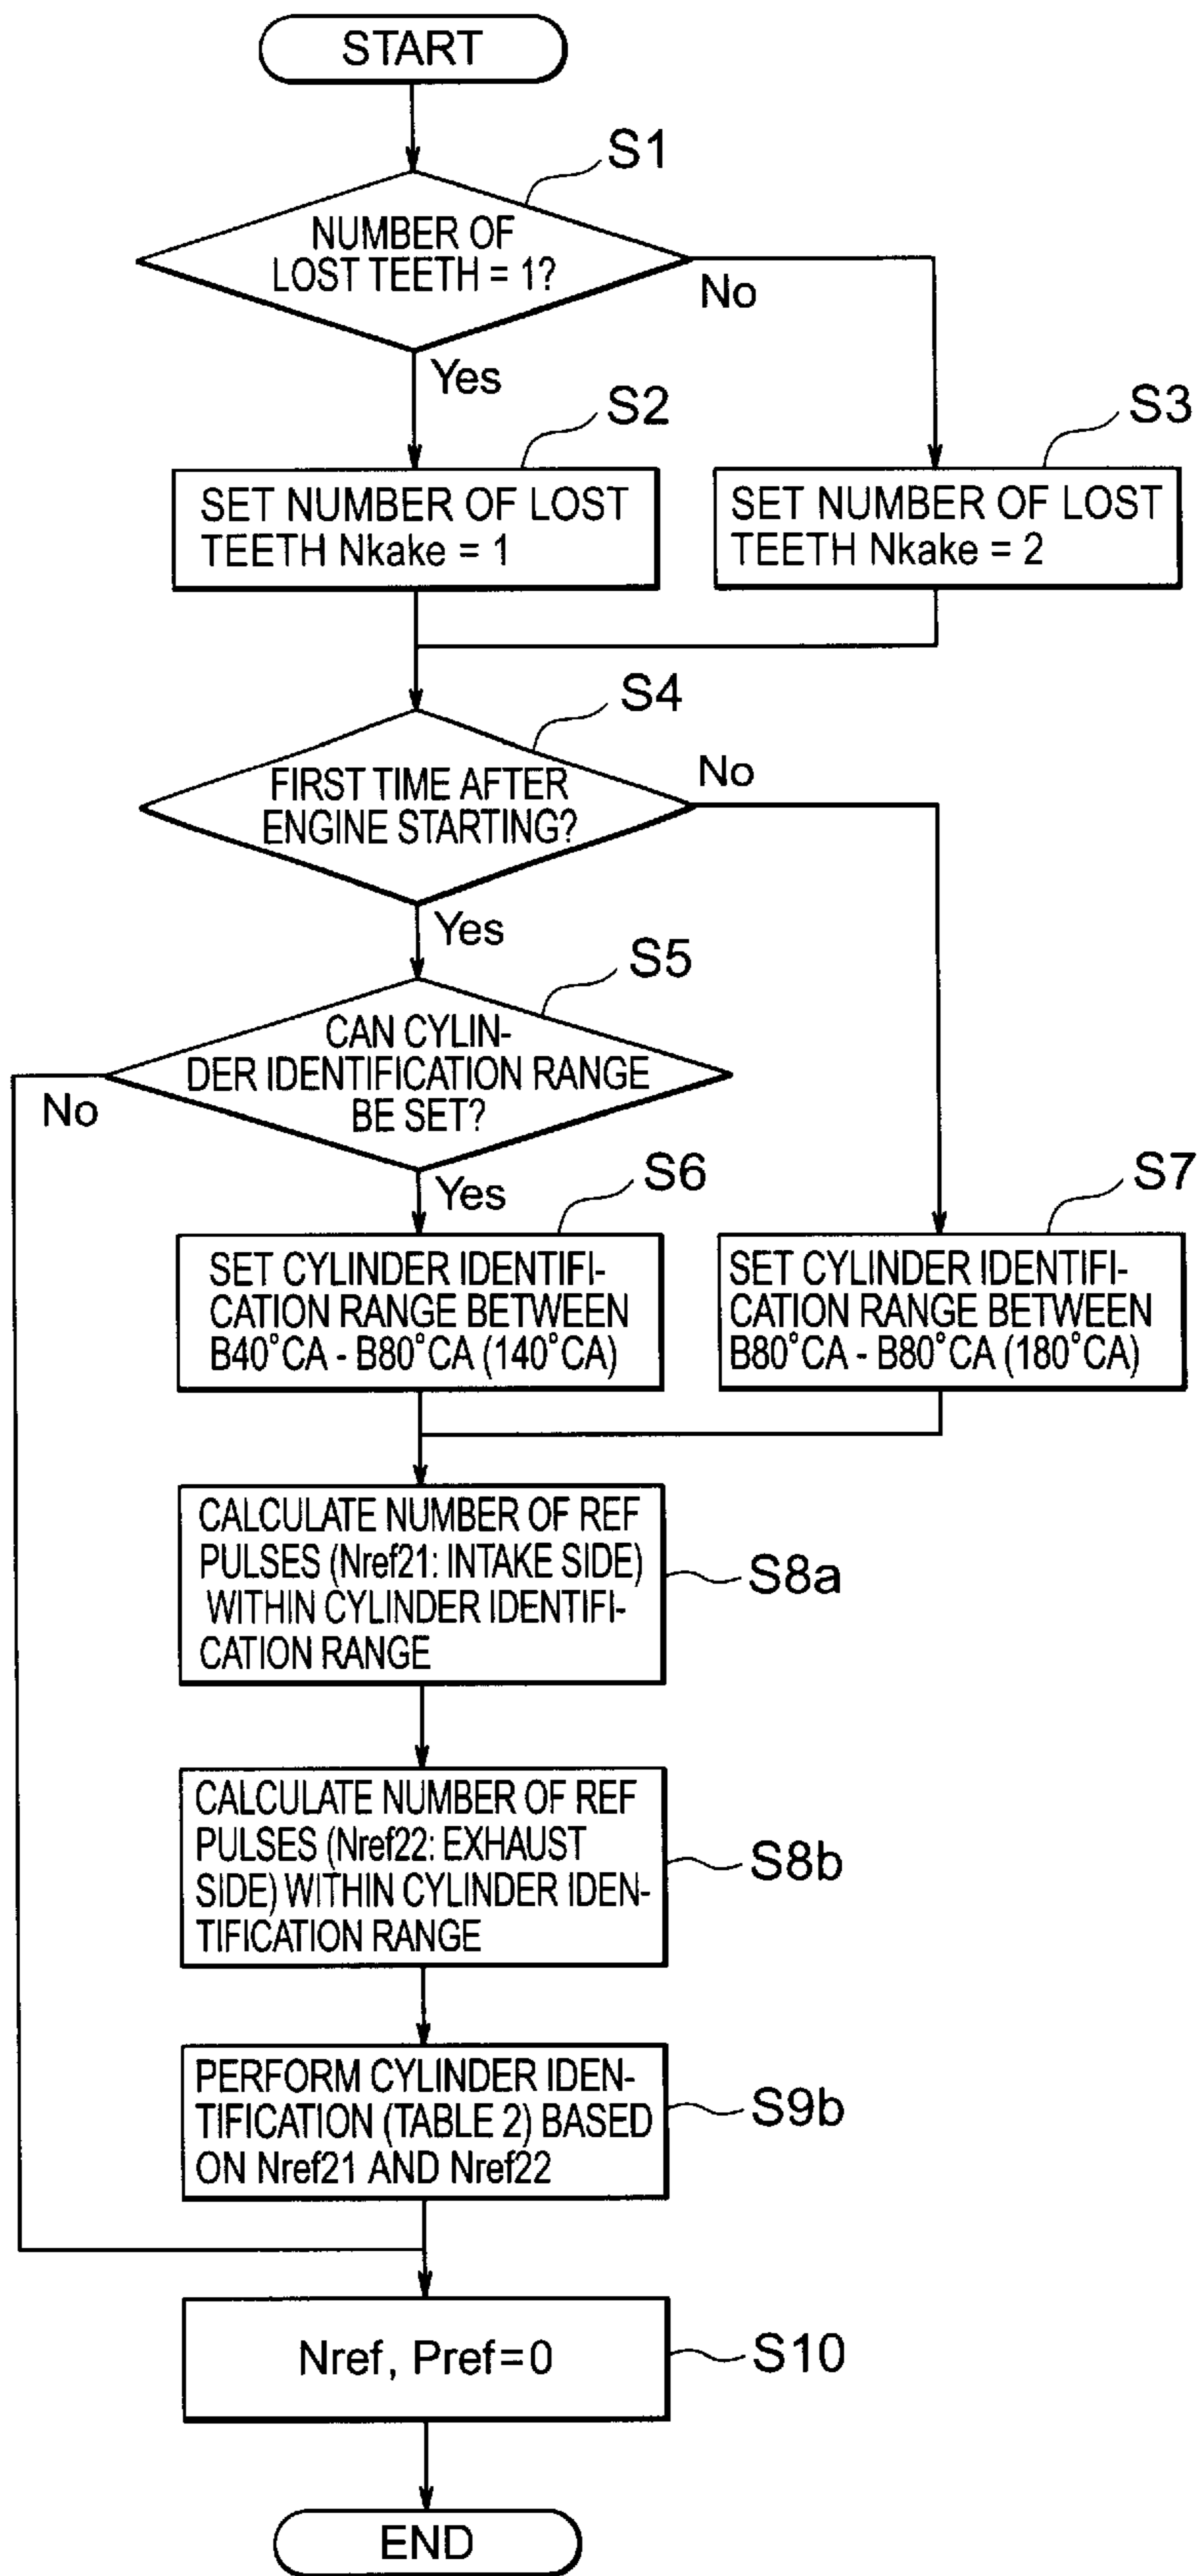 START
S1
NUMBER OF
LOST TEETH = 1?
No
Yes
S2
S3
SET NUMBER OF LOST
TEETH Nkake = 1
SET NUMBER OF LOST
TEETH Nkake = 2
S4
FIRST TIME AFTER
ENGINE STARTING?
No
Yes
S5
CAN CYLIN-
DER IDENTIFICATION RANGE
BE SET?
No
Yes
S6
S7
SET CYLINDER IDENTIFI-
CATION RANGE BETWEEN
B40°CA - B80°CA (140°CA)
SET CYLINDER IDENTIFI-
CATION RANGE BETWEEN
B80°CA - B80°CA (180°CA)
CALCULATE NUMBER OF REF
PULSES (Nref21: INTAKE SIDE)
WITHIN CYLINDER IDENTIFI-
CATION RANGE
S8a
CALCULATE NUMBER OF REF
PULSES (Nref22: EXHAUST
SIDE) WITHIN CYLINDER IDEN-
TIFICATION RANGE
S8b
PERFORM CYLINDER IDEN-
TIFICATION (TABLE 2) BASED
ON Nref21 AND Nref22
S9b
Nref, Pref=0
S10
END